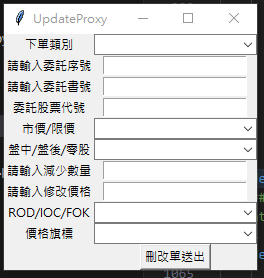 UpdateProxy
下單類別
請輸入委託序號
請輸入委託書號
委託股票代號
市價/限價
盤中/盤後/零股
請輸入減少數量
請輸入修改價格
ROD/IOC/FOK
價格旗標
刪改單送出
1065